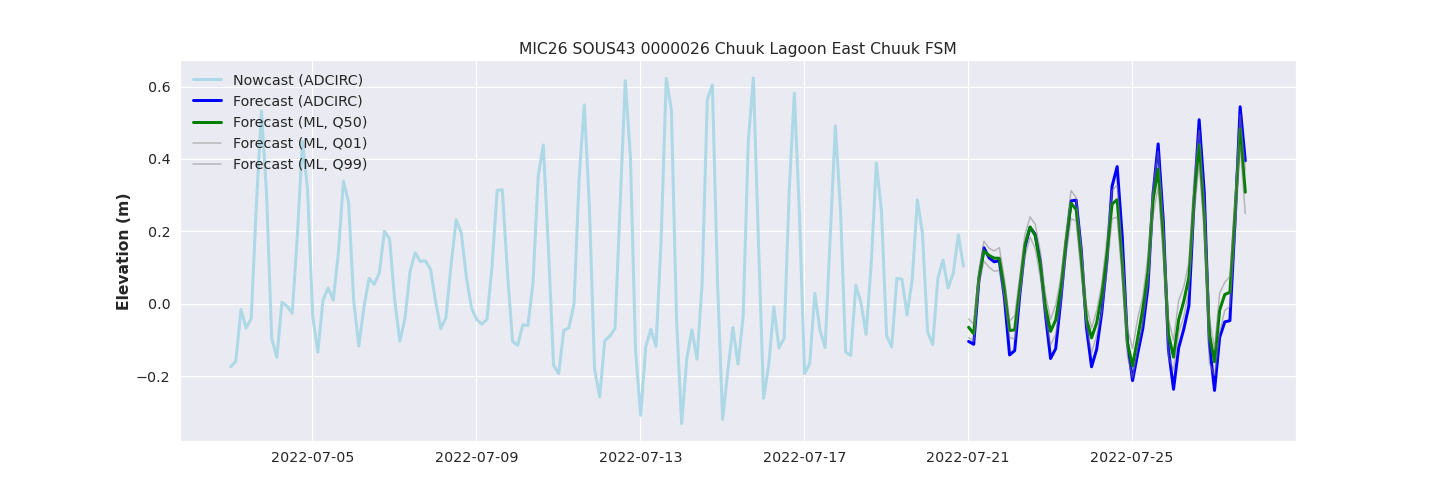 MIC26 SOUS43 0000026 Chuuk Lagoon East Chuuk FSM
Nowcast (ADCIRC)
Forecast (ADCIRC)
Forecast (ML, Q50)
Forecast (ML, Q01)
Forecast (ML, Q99)
Elevation (m)
0.6
0.4
0.2
0.0
−0.2
2022-07-05
2022-07-09
2022-07-13
2022-07-17
2022-07-21
2022-07-25